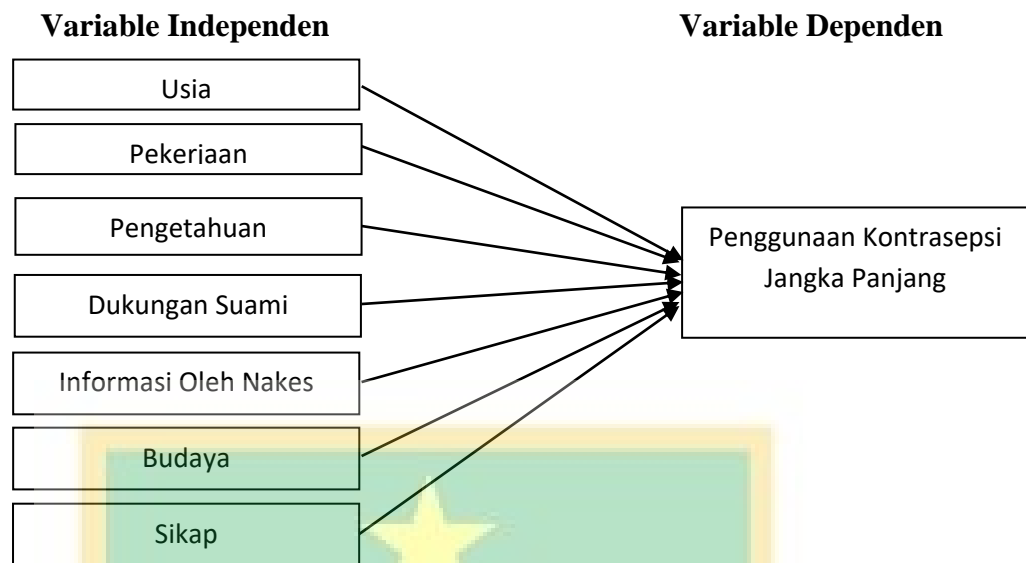 Variable Independen
Variable Dependen
Usia
Pekerjaan
Pengetahuan
Dukungan Suami
Informasi Oleh Nakes
Budaya
Sikap
Penggunaan Kontrasepsi
Jangka Panjang